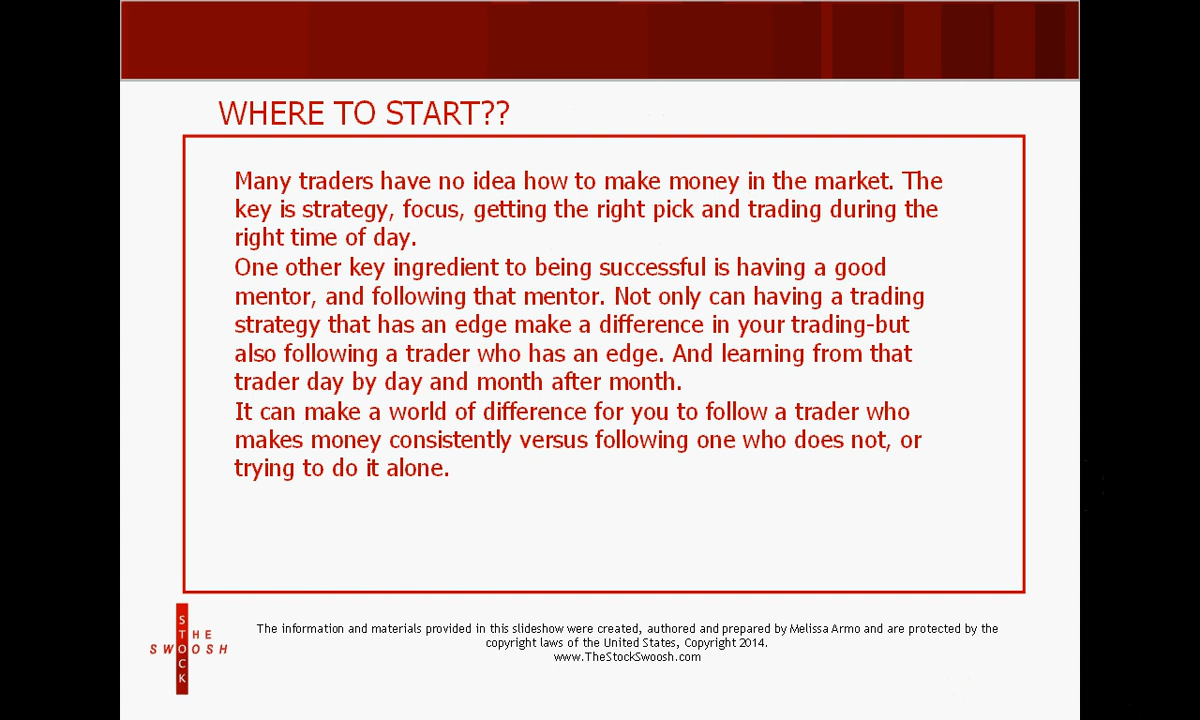 WHERE TO START??
Many traders have no idea how to make money in the market. The
key is strategy, focus, getting the right pick and trading during the
right time of day.
One other key ingredient to being successful is having a good
mentor, and following that mentor. Not only can having a trading
strategy that has an edge make a difference in your trading-but
also following a trader who has an edge. And learning from that
trader day by day and month after month.
It can make a world of difference for you to follow a trader who
makes money consistently versus following one who does not, or
trying to do it alone.
THE
STOCK
SWOOSH
The information and materials provided in this slideshow were created, authored and prepared by Melissa Armo and are protected by the
copyright laws of the United States, Copyright 2014.
www.TheStockSwoosh.com